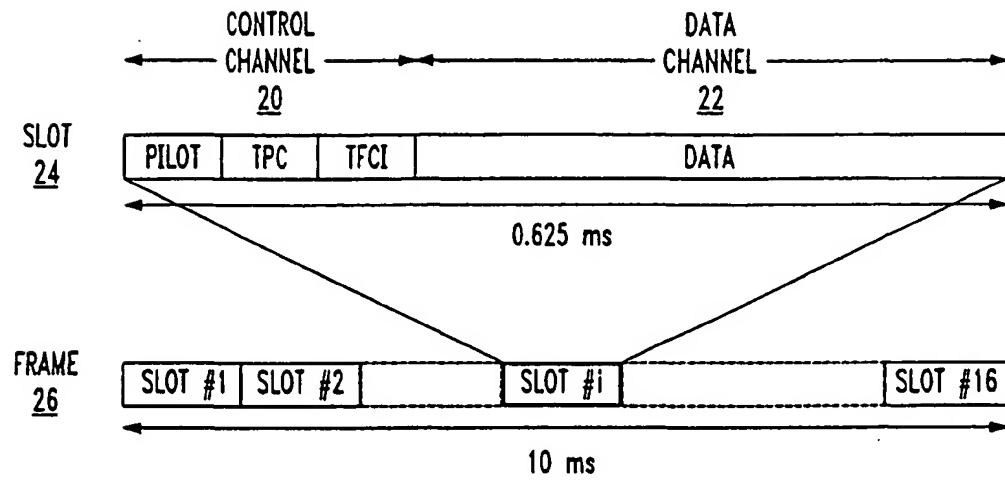 CONTROL
CHANNEL
20
DATA
CHANNEL
22
SLOT
24
PILOT TPC TFCI DATA
0.625 ms
FRAME
26
SLOT #1 SLOT #2 SLOT #i SLOT #16
10 ms